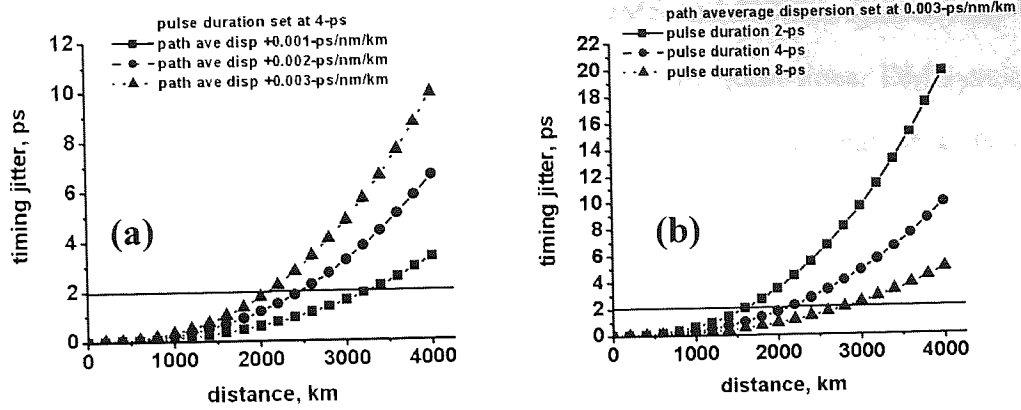 pulse duration set at 4-ps
path ave disp +0.001-ps/nm/km
path ave disp +0.002-ps/nm/km
path ave disp +0.003-ps/nm/km
12
10
8
6
4
2
0
timing jitter, ps
(a)
0 1000 2000 3000 4000
distance, km
path aveverage dispersion set at 0.003-ps/nm/km
pulse duration 2-ps
pulse duration 4-ps
pulse duration 8-ps
22
20
18
16
14
12
10
8
6
4
2
0
timing jitter, ps
(b)
0 1000 2000 3000 4000
distance, km